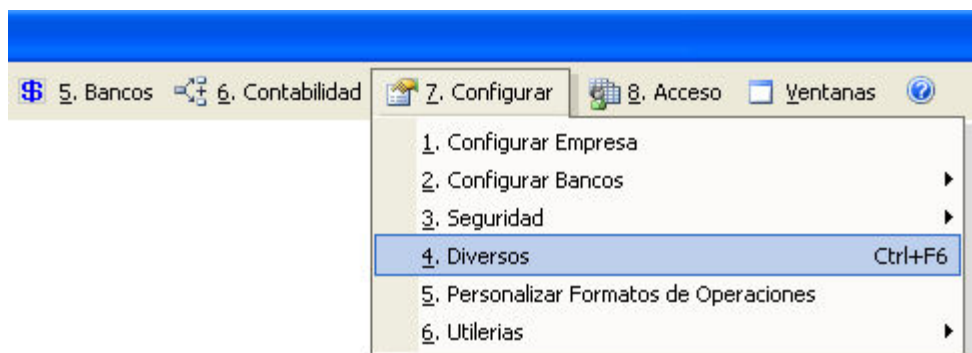 5. Bancos 6. Contabilidad 7. Configurar 8. Acceso Ventanas
1. Configurar Empresa
2. Configurar Bancos
3. Seguridad
4. Diversos Ctrl+F6
5. Personalizar Formatos de Operaciones
6. Utilerias